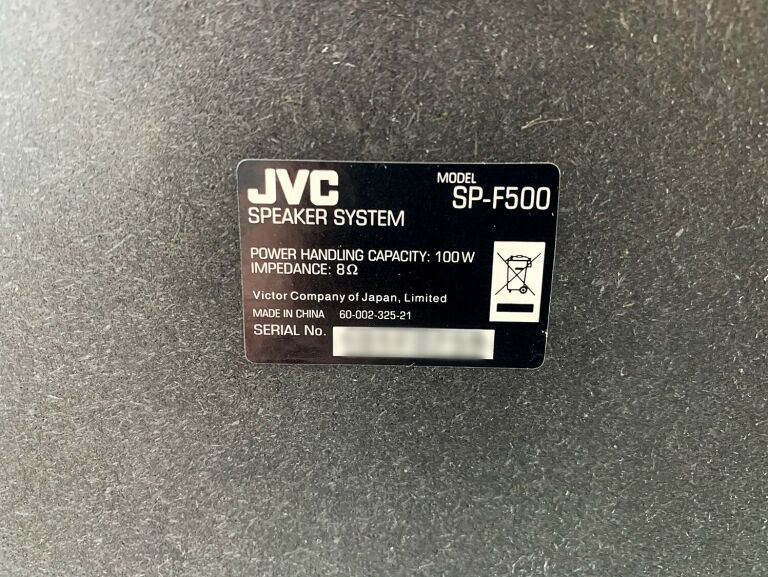 JVC
MODEL
SP-F500
SPEAKER SYSTEM
POWER HANDLING CAPACITY: 100W
IMPEDANCE: 8Ω
Victor Company of Japan, Limited
MADE IN CHINA 60-002-325-21
SERIAL No.